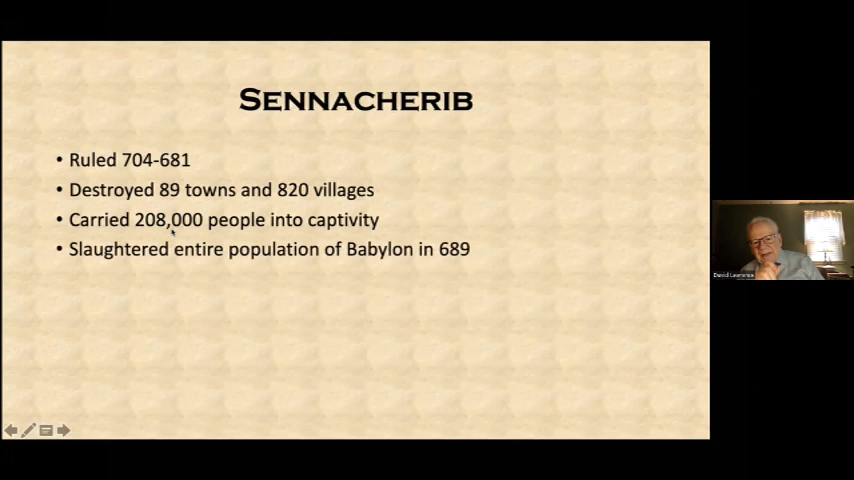 SENNACHERIB
• Ruled 704-681
• Destroyed 89 towns and 820 villages
• Carried 208,000 people into captivity
• Slaughtered entire population of Babylon in 689
David